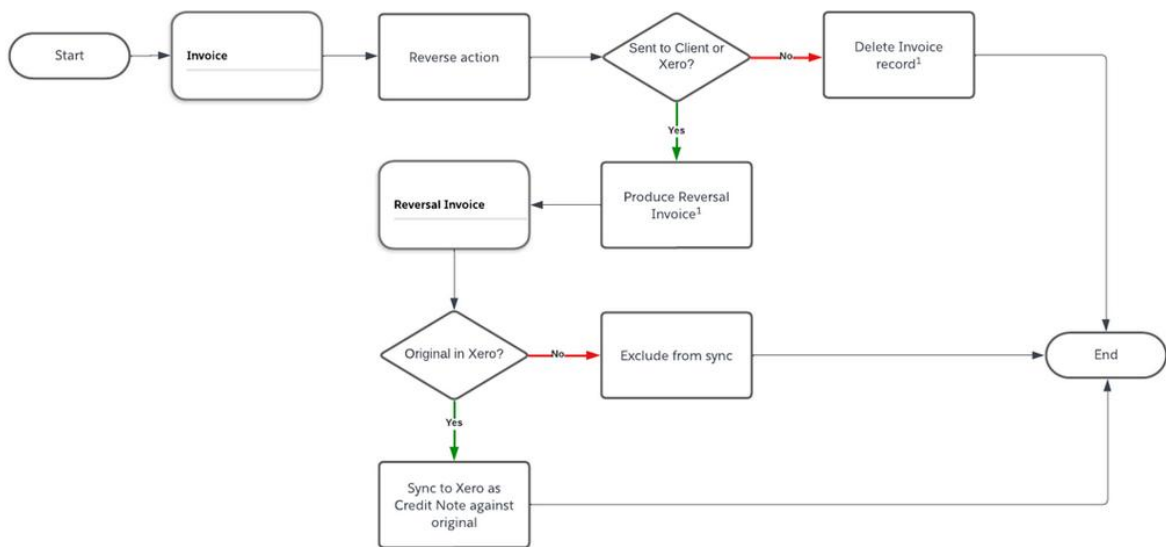 Start
Invoice
Reverse action
Sent to Client or
Xero?
No
Delete Invoice
record¹
Yes
Reversal Invoice
Produce Reversal
Invoice¹
Original in Xero?
No
Exclude from sync
End
Yes
Sync to Xero as
Credit Note against
original